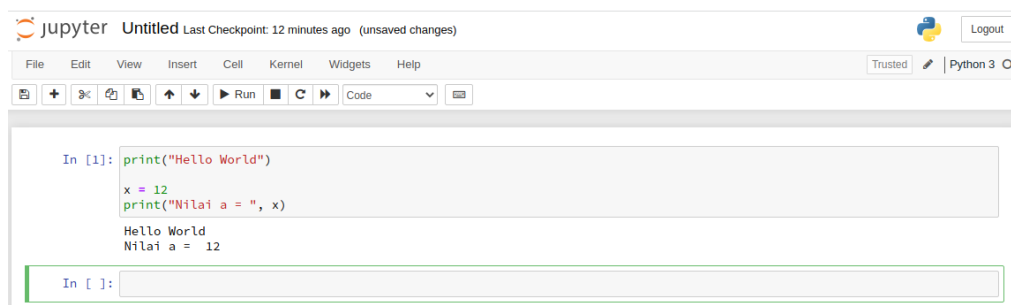 jupyter Untitled Last Checkpoint: 12 minutes ago (unsaved changes) Logout
File Edit View Insert Cell Kernel Widgets Help Trusted Python 3
Run Code
In [1]: print("Hello World")
x = 12
print("Nilai a = ", x)
Hello World
Nilai a =  12
In [ ]: